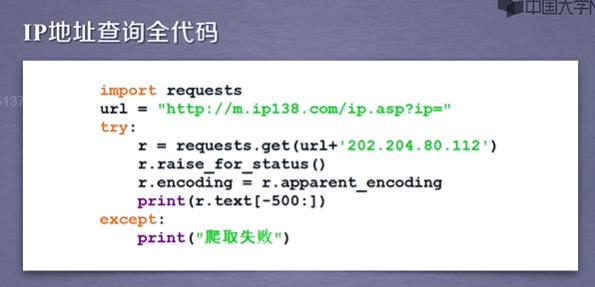 中国大学M
IP地址查询全代码
import requests
url = "http://m.ip138.com/ip.asp?ip="
try:
    r = requests.get(url+'202.204.80.112')
    r.raise_for_status()
    r.encoding = r.apparent_encoding
    print(r.text[-500:])
except:
    print("爬取失败")